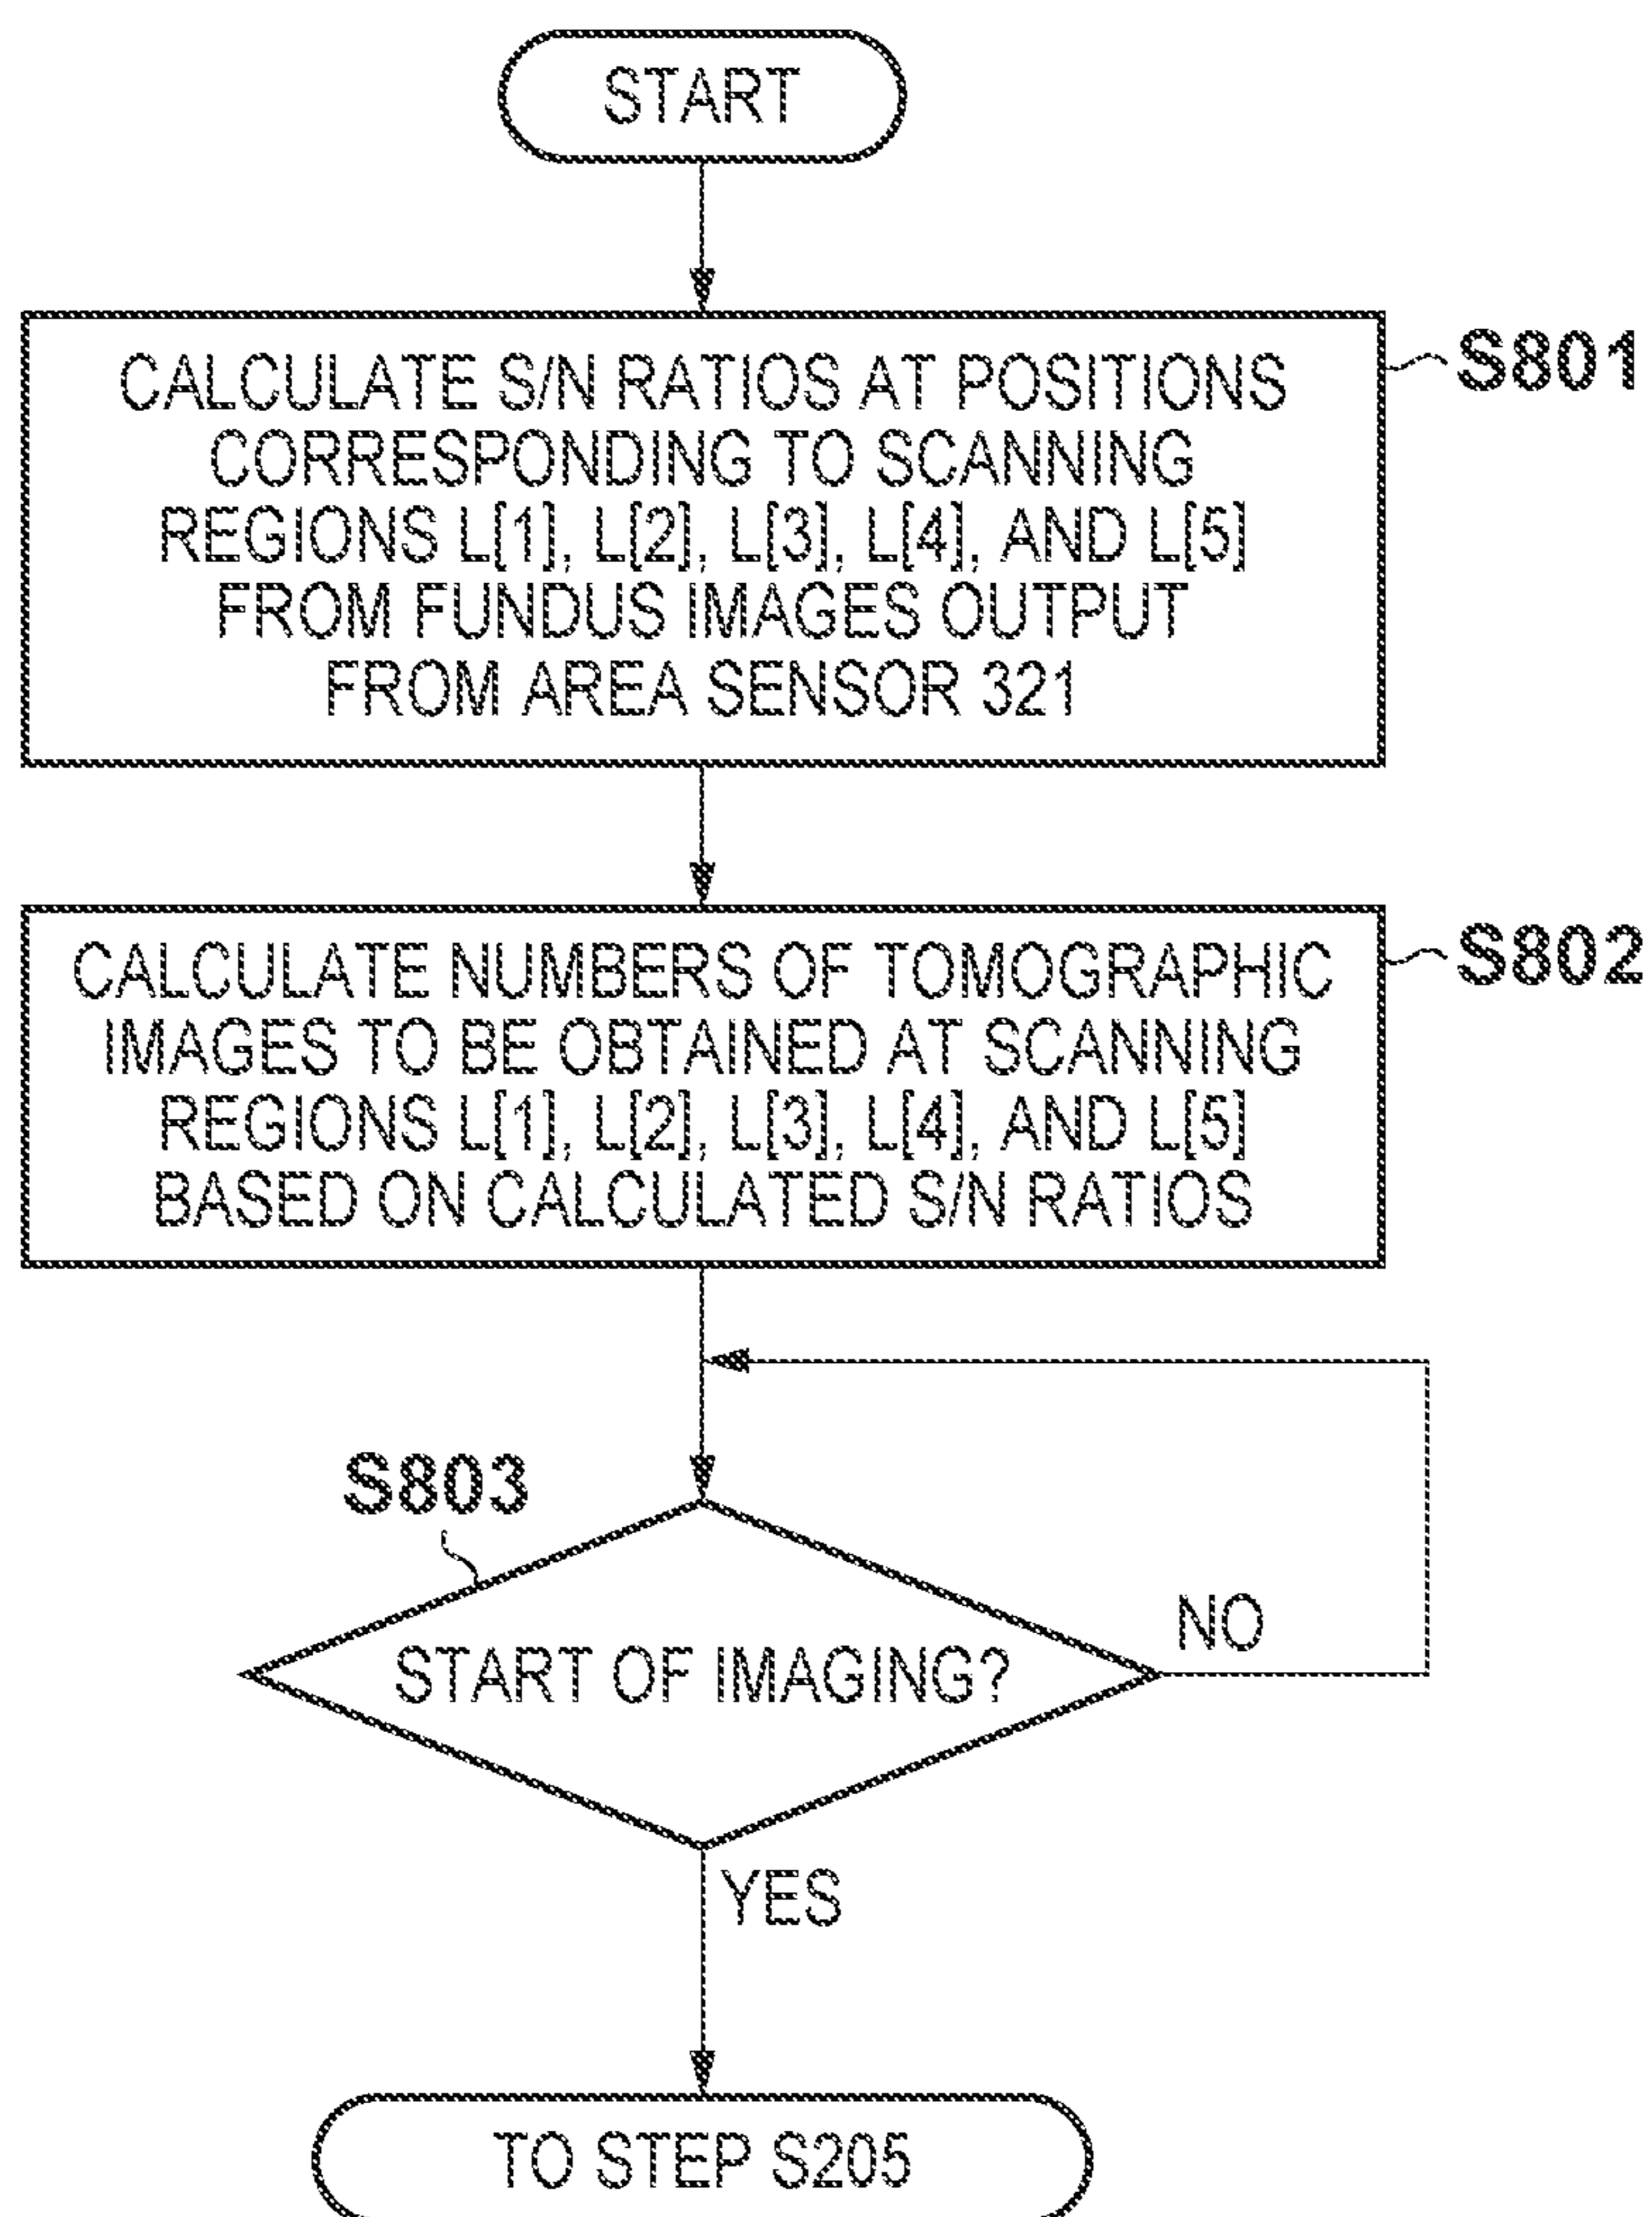 START
CALCULATE S/N RATIOS AT POSITIONS
CORRESPONDING TO SCANNING
REGIONS L[1], L[2], L[3], L[4], AND L[5]
FROM FUNDUS IMAGES OUTPUT
FROM AREA SENSOR 321
S801
CALCULATE NUMBERS OF TOMOGRAPHIC
IMAGES TO BE OBTAINED AT SCANNING
REGIONS L[1], L[2], L[3], L[4], AND L[5]
BASED ON CALCULATED S/N RATIOS
S802
S803
START OF IMAGING?
NO
YES
TO STEP S205